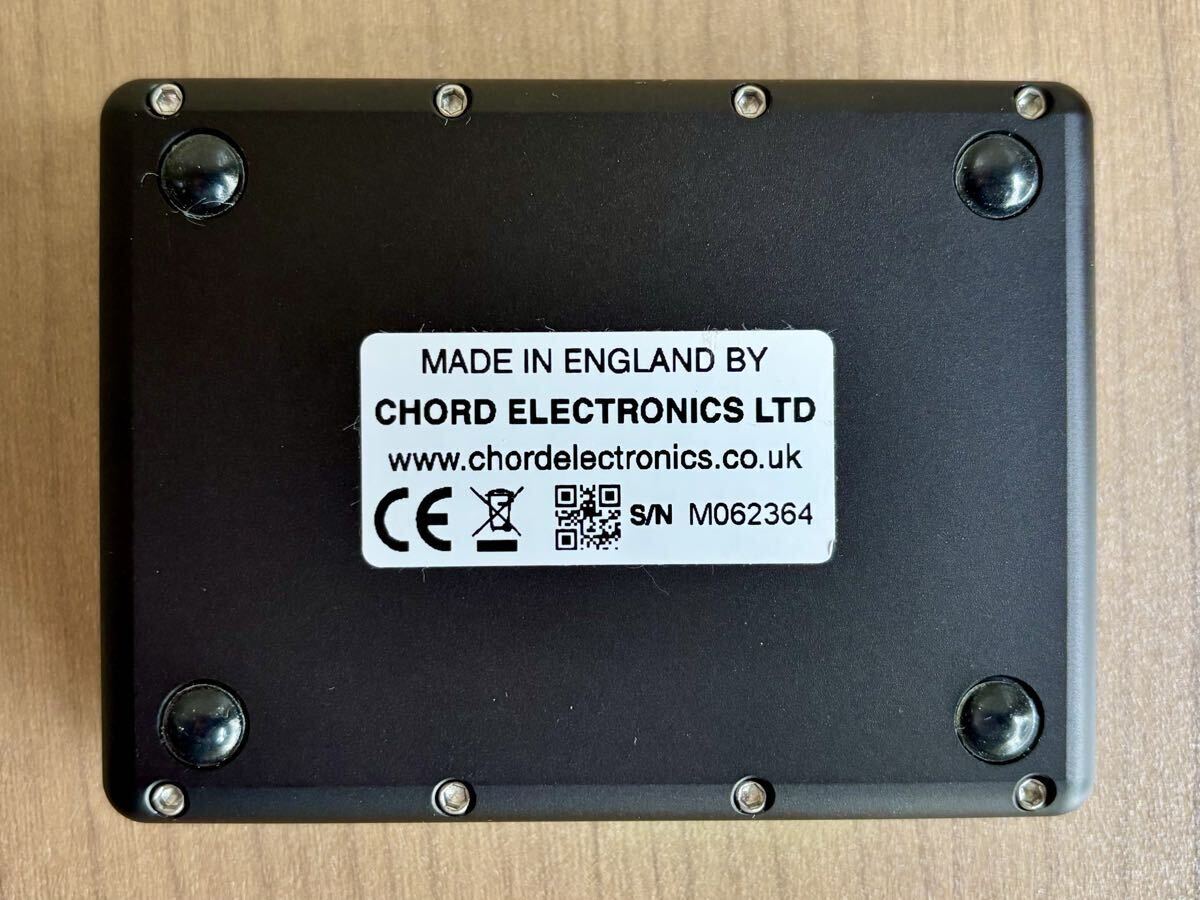 MADE IN ENGLAND BY
CHORD ELECTRONICS LTD
www.chordelectronics.co.uk
CE S/N M062364